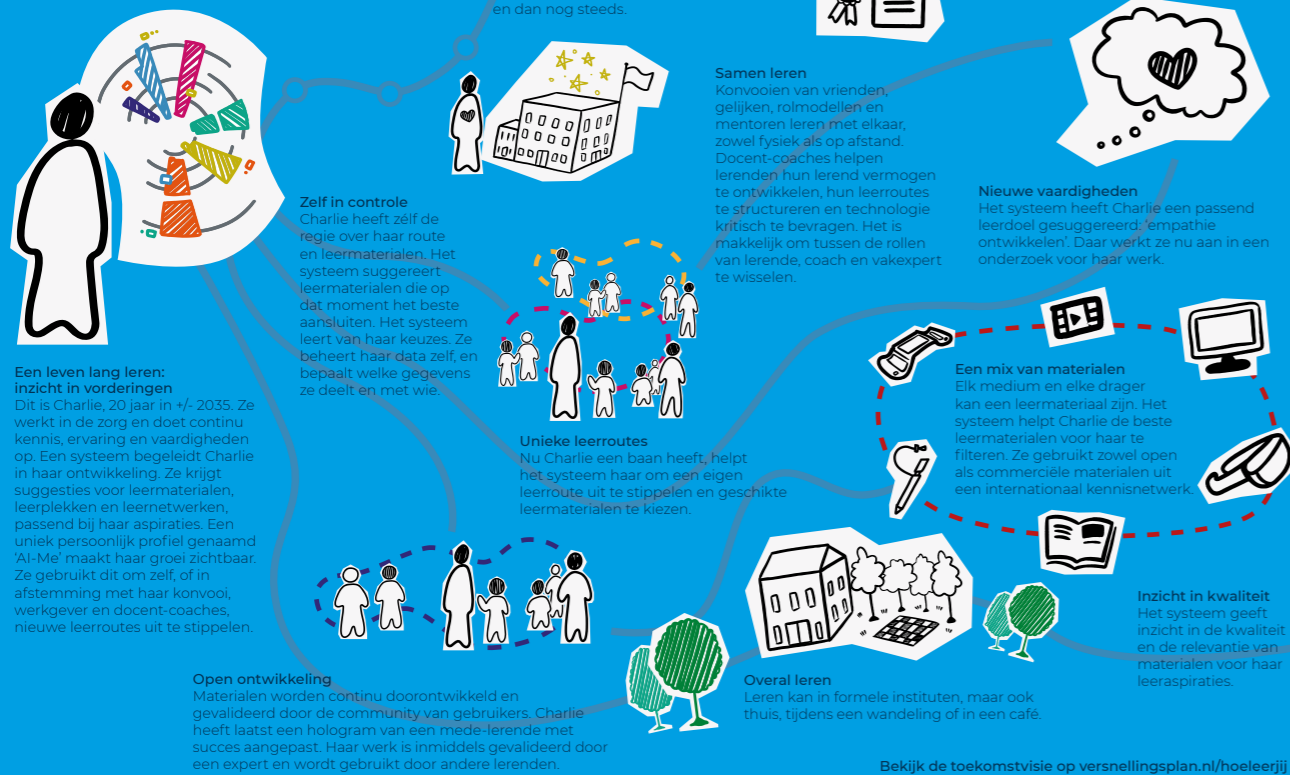 en dan nog steeds.
Samen leren
Konvooien van vrienden,
gelijken, rolmodellen en
mentoren leren met elkaar,
zowel fysiek als op afstand.
Docent-coaches helpen
lerenden hun lerend vermogen
te ontwikkelen, hun leerroutes
te structureren en technologie
kritisch te bevragen. Het is
makkelijk om tussen de rollen
van lerende, coach en vakexpert
te wisselen.
Nieuwe vaardigheden
Het systeem heeft Charlie een passend
leerdoel gesuggereerd: ‘empathie
ontwikkelen’. Daar werkt ze nu aan in een
onderzoek voor haar werk.
Zelf in controle
Charlie heeft zélf de
regie over haar route
en leermaterialen. Het
systeem suggereert
leermaterialen die op
dat moment het beste
aansluiten. Het systeem
leert van haar keuzes. Ze
beheert haar data zelf, en
bepaalt welke gegevens
ze deelt en met wie.
Een leven lang leren:
inzicht in vorderingen
Dit is Charlie, 20 jaar in +/- 2035. Ze
werkt in de zorg en doet continu
kennis, ervaring en vaardigheden
op. Een systeem begeleidt Charlie
in haar ontwikkeling. Ze krijgt
suggesties voor leermaterialen,
leerplekken en leernetwerken,
passend bij haar aspiraties. Een
uniek persoonlijk profiel genaamd
‘AI-Me’ maakt haar groei zichtbaar.
Ze gebruikt dit om zelf, of in
afstemming met haar konvooi,
werkgever en docent-coaches,
nieuwe leerroutes uit te stippelen.
Een mix van materialen
Elk medium en elke drager
kan een leermateriaal zijn. Het
systeem helpt Charlie de beste
leermaterialen voor haar te
filteren. Ze gebruikt zowel open
als commerciële materialen uit
een internationaal kennisnetwerk.
Unieke leerroutes
Nu Charlie een baan heeft, helpt
het systeem haar om een eigen
leerroute uit te stippelen en geschikte
leermaterialen te kiezen.
Inzicht in kwaliteit
Het systeem geeft
inzicht in de kwaliteit
en de relevantie van
materialen voor haar
leeraspiraties.
Open ontwikkeling
Materialen worden continu doorontwikkeld en
gevalideerd door de community van gebruikers. Charlie
heeft laatst een hologram van een mede-lerende met
succes aangepast. Haar werk is inmiddels gevalideerd door
een expert en wordt gebruikt door andere lerenden.
Overal leren
Leren kan in formele instituten, maar ook
thuis, tijdens een wandeling of in een café.
Bekijk de toekomstvisie op versnellingsplan.nl/hoeleerjij